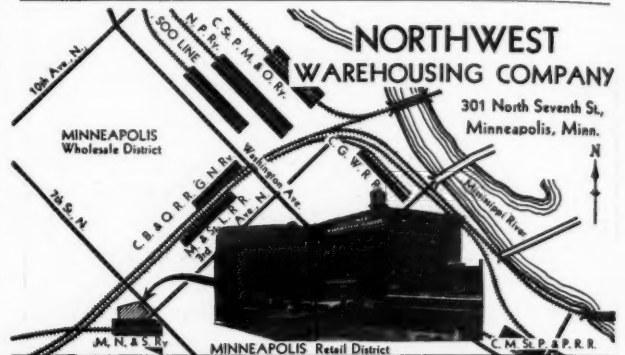 NORTHWEST
WAREHOUSING COMPANY
301 North Seventh St.,
Minneapolis, Minn.
N
C. St. P. M. & O. Ry.
N. P. Ry.
SOO LINE
10th Ave., N.
MINNEAPOLIS
Wholesale District
Washington Ave.
C. G. W. R. R.
Mississippi River
7th St., N
C. B. & Q. R. R. G. N. Ry.
M. & St. L. R. R.
3rd Ave., N
M. N. & S. Ry
MINNEAPOLIS Retail District
C. M. St. P. & P. R. R.